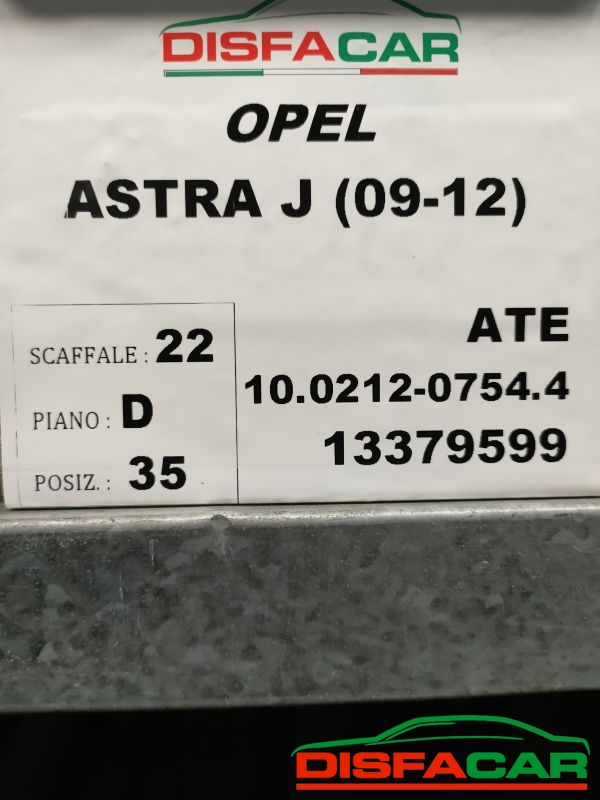 DISFACAR
OPEL
ASTRA J (09-12)
SCAFFALE : 22
PIANO : D
POSIZ. : 35
ATE
10.0212-0754.4
13379599
DISFACAR